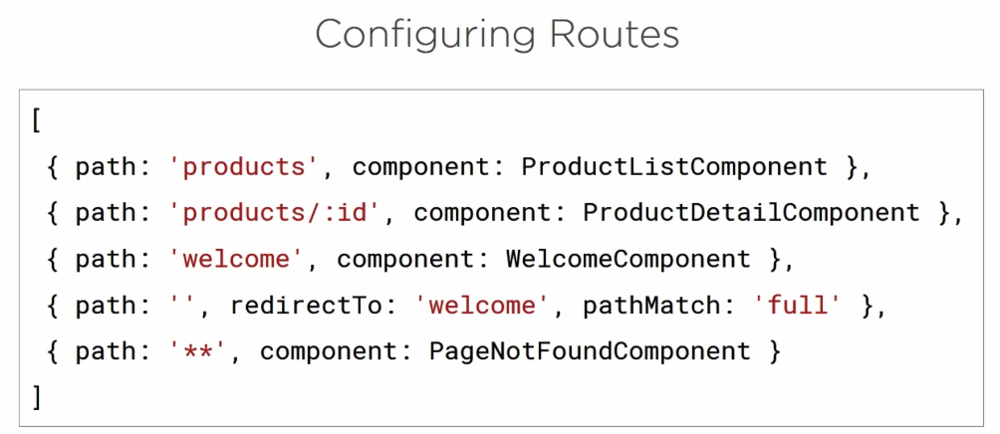 Configuring Routes
[
{ path: 'products', component: ProductListComponent },
{ path: 'products/:id', component: ProductDetailComponent },
{ path: 'welcome', component: WelcomeComponent },
{ path: '', redirectTo: 'welcome', pathMatch: 'full' },
{ path: '**', component: PageNotFoundComponent }
]